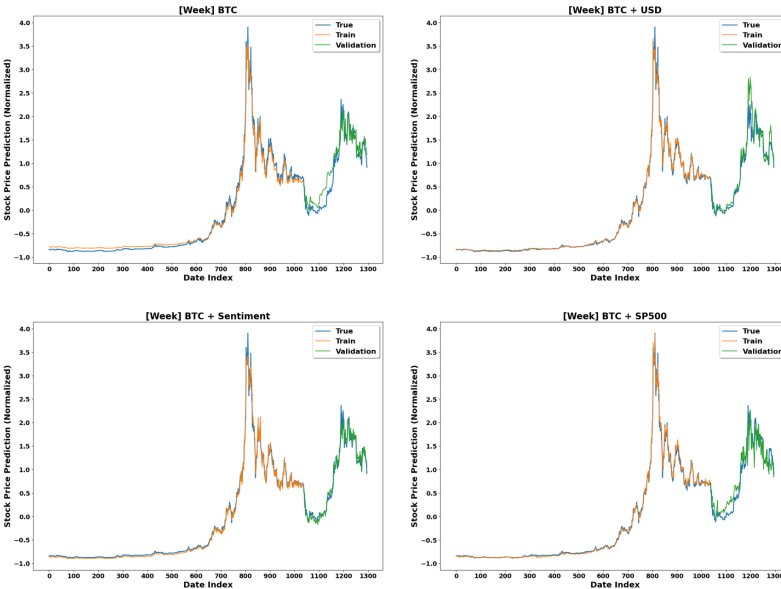 [Week] BTC
Stock Price Prediction (Normalized)
4.0
3.5
3.0
2.5
2.0
1.5
1.0
0.5
0.0
−0.5
−1.0
True
Train
Validation
0 100 200 300 400 500 600 700 800 900 1000 1100 1200 1300
Date Index
[Week] BTC + USD
Stock Price Prediction (Normalized)
4.0
3.5
3.0
2.5
2.0
1.5
1.0
0.5
0.0
−0.5
−1.0
True
Train
Validation
0 100 200 300 400 500 600 700 800 900 1000 1100 1200 1300
Date Index
[Week] BTC + Sentiment
Stock Price Prediction (Normalized)
4.0
3.5
3.0
2.5
2.0
1.5
1.0
0.5
0.0
−0.5
−1.0
True
Train
Validation
0 100 200 300 400 500 600 700 800 900 1000 1100 1200 1300
Date Index
[Week] BTC + SP500
Stock Price Prediction (Normalized)
4.0
3.5
3.0
2.5
2.0
1.5
1.0
0.5
0.0
−0.5
−1.0
True
Train
Validation
0 100 200 300 400 500 600 700 800 900 1000 1100 1200 1300
Date Index